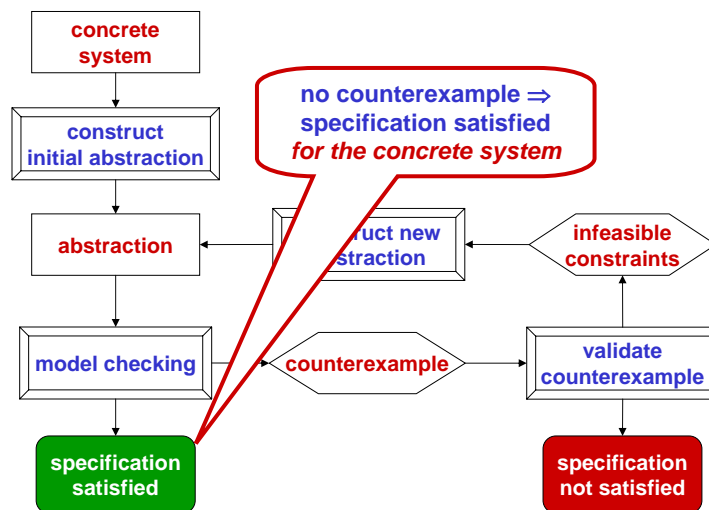 concrete
system
no counterexample ⇒
specification satisfied
for the concrete system
construct
initial abstraction
abstraction
new
infeasible
constraints
model checking
counterexample
validate
counterexample
specification
satisfied
specification
not satisfied